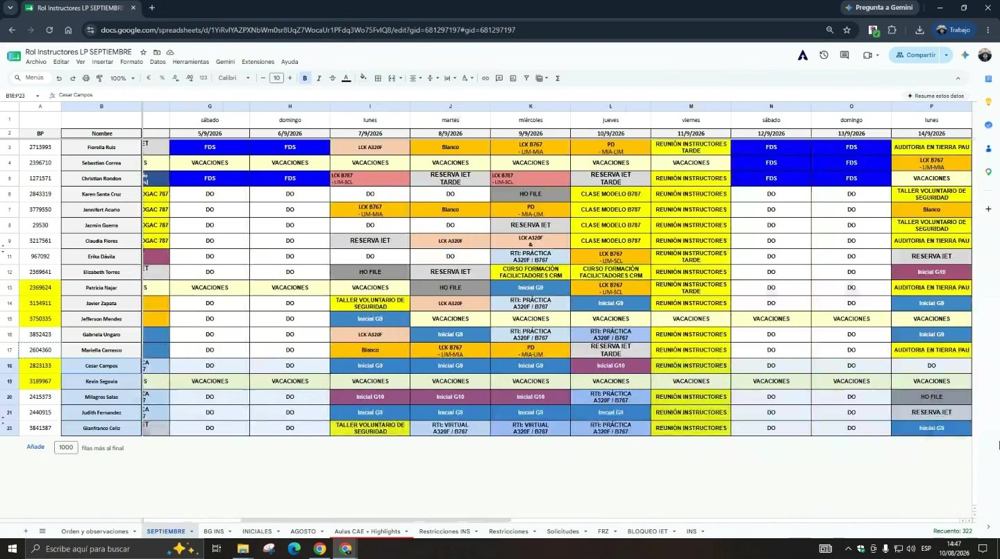 Rol Instructores LP SEPTIEMBRE
Pregunta a Gemini
docs.google.com/spreadsheets/d/1YiRvlYAZPXNbWm0sr8UqZ7WocaUr1PFdq3Wo75FvIQ8/edit?gid=681297197#gid=681297197
Trabajo
Rol Instructores LP SEPTIEMBRE
Archivo Editar Ver Insertar Formato Datos Herramientas Gemini Extensiones Ayuda
Compartir
Menús 100% € % .0 .00 123 Calibri 10
B18:P23 Cesar Campos
Resume estos datos
A B G H I J K L M N O P
1 sábado domingo lunes martes miércoles jueves viernes sábado domingo lunes
2 BP Nombre 5/9/2026 6/9/2026 7/9/2026 8/9/2026 9/9/2026 10/9/2026 11/9/2026 12/9/2026 13/9/2026 14/9/2026
3 2713993 Fiorella Ruiz ET FDS FDS LCK A320F Blanco LCK B767 - LIM-MIA PD - MIA-LIM REUNIÓN INSTRUCTORES TARDE FDS FDS AUDITORIA EN TIERRA PAU
4 2396710 Sebastian Correa S VACACIONES VACACIONES VACACIONES VACACIONES VACACIONES VACACIONES VACACIONES FDS FDS LCK B767 - LIM-MIA
5 1271571 Christian Rondon FDS FDS LCK B787 - LIM-SCL RESERVA IET TARDE LCK B787 - LIM-SCL RESERVA IET TARDE REUNIÓN INSTRUCTORES FDS FDS VACACIONES
6 2843319 Karen Santa Cruz OGAC 787 DO DO DO DO HO FILE CLASE MODELO B787 REUNIÓN INSTRUCTORES DO DO TALLER VOLUNTARIO DE SEGURIDAD
7 3779550 Jennifert Acurio OGAC 787 DO DO LCK B767 - LIM-MIA Blanco PD - MIA-LIM CLASE MODELO B787 REUNIÓN INSTRUCTORES DO DO Blanco
8 29530 Jazmin Guerra OGAC 787 DO DO DO DO RESERVA IET CLASE MODELO B787 REUNIÓN INSTRUCTORES DO DO TALLER VOLUNTARIO DE SEGURIDAD
9 3217561 Claudia Flores OGAC 787 DO DO RESERVA IET LCK A320F LCK A320F & CLASE MODELO B787 REUNIÓN INSTRUCTORES DO DO AUDITORIA EN TIERRA PAU
11 967092 Erika Dávila DO DO DO DO RTI: PRÁCTICA A320F / B767 LCK B767 - LIM-SCL REUNIÓN INSTRUCTORES TARDE DO DO RESERVA IET
12 2369641 Elizabeth Torres ET DO DO HO FILE RESERVA IET CURSO FORMACIÓN FACILICTADORES CRM CURSO FORMACIÓN FACILICTADORES CRM REUNIÓN INSTRUCTORES TARDE DO DO Inicial G10
13 2369624 Patricia Najar S VACACIONES VACACIONES VACACIONES HO FILE Inicial G9 LCK B767 - LIM-SCL REUNIÓN INSTRUCTORES TARDE DO DO AUDITORIA EN TIERRA PAU
14 3134911 Javier Zapata DO DO TALLER VOLUNTARIO DE SEGURIDAD LCK A320F RTI: PRÁCTICA A320F / B767 Inicial G9 REUNIÓN INSTRUCTORES DO DO Inicial G9
15 3750335 Jefferson Mendez DO DO Inicial G9 VACACIONES VACACIONES VACACIONES VACACIONES VACACIONES VACACIONES VACACIONES
16 3852423 Gabriela Ungaro DO DO LCK A320F Inicial G9 RTI: PRÁCTICA A320F / B767 RTI: PRÁCTICA A320F / B767 REUNIÓN INSTRUCTORES DO DO Inicial G9
17 2604360 Mariella Carrasco DO DO Blanco LCK B767 - LIM-MIA PD - MIA-LIM RESERVA IET TARDE REUNIÓN INSTRUCTORES DO DO AUDITORIA EN TIERRA PAU
18 2823133 Cesar Campos CA 7 DO DO Inicial G9 Inicial G9 Inicial G9 Inicial G10 REUNIÓN INSTRUCTORES DO DO DO
19 3189967 Kevin Segovia S VACACIONES VACACIONES VACACIONES VACACIONES VACACIONES VACACIONES VACACIONES VACACIONES VACACIONES VACACIONES
20 2415373 Milagros Salas CA 7 DO DO Inicial G10 Inicial G10 Inicial G10 RTI: PRÁCTICA A320F / B767 REUNIÓN INSTRUCTORES DO DO HO FILE
21 2440915 Judith Fernandez CA 7 DO DO Inicial G9 Inicial G9 Inicial G9 Inicial G9 REUNIÓN INSTRUCTORES DO DO RESERVA IET
23 3841387 Gianfranco Celiz ET DO DO TALLER VOLUNTARIO DE SEGURIDAD RTI: VIRTUAL A320F / B767 RTI: VIRTUAL A320F / B767 RTI: PRÁCTICA A320F / B767 REUNIÓN INSTRUCTORES DO DO Inicial G9
Añade 1000 filas más al final
Orden y observaciones SEPTIEMBRE BG INS INICIALES AGOSTO Aulas CAE + Highlights Restricciones INS Restricciones Solicitudes FRZ BLOQUEO IET INS Recuento: 322
Escribe aquí para buscar
ESP
14:47
10/08/2026